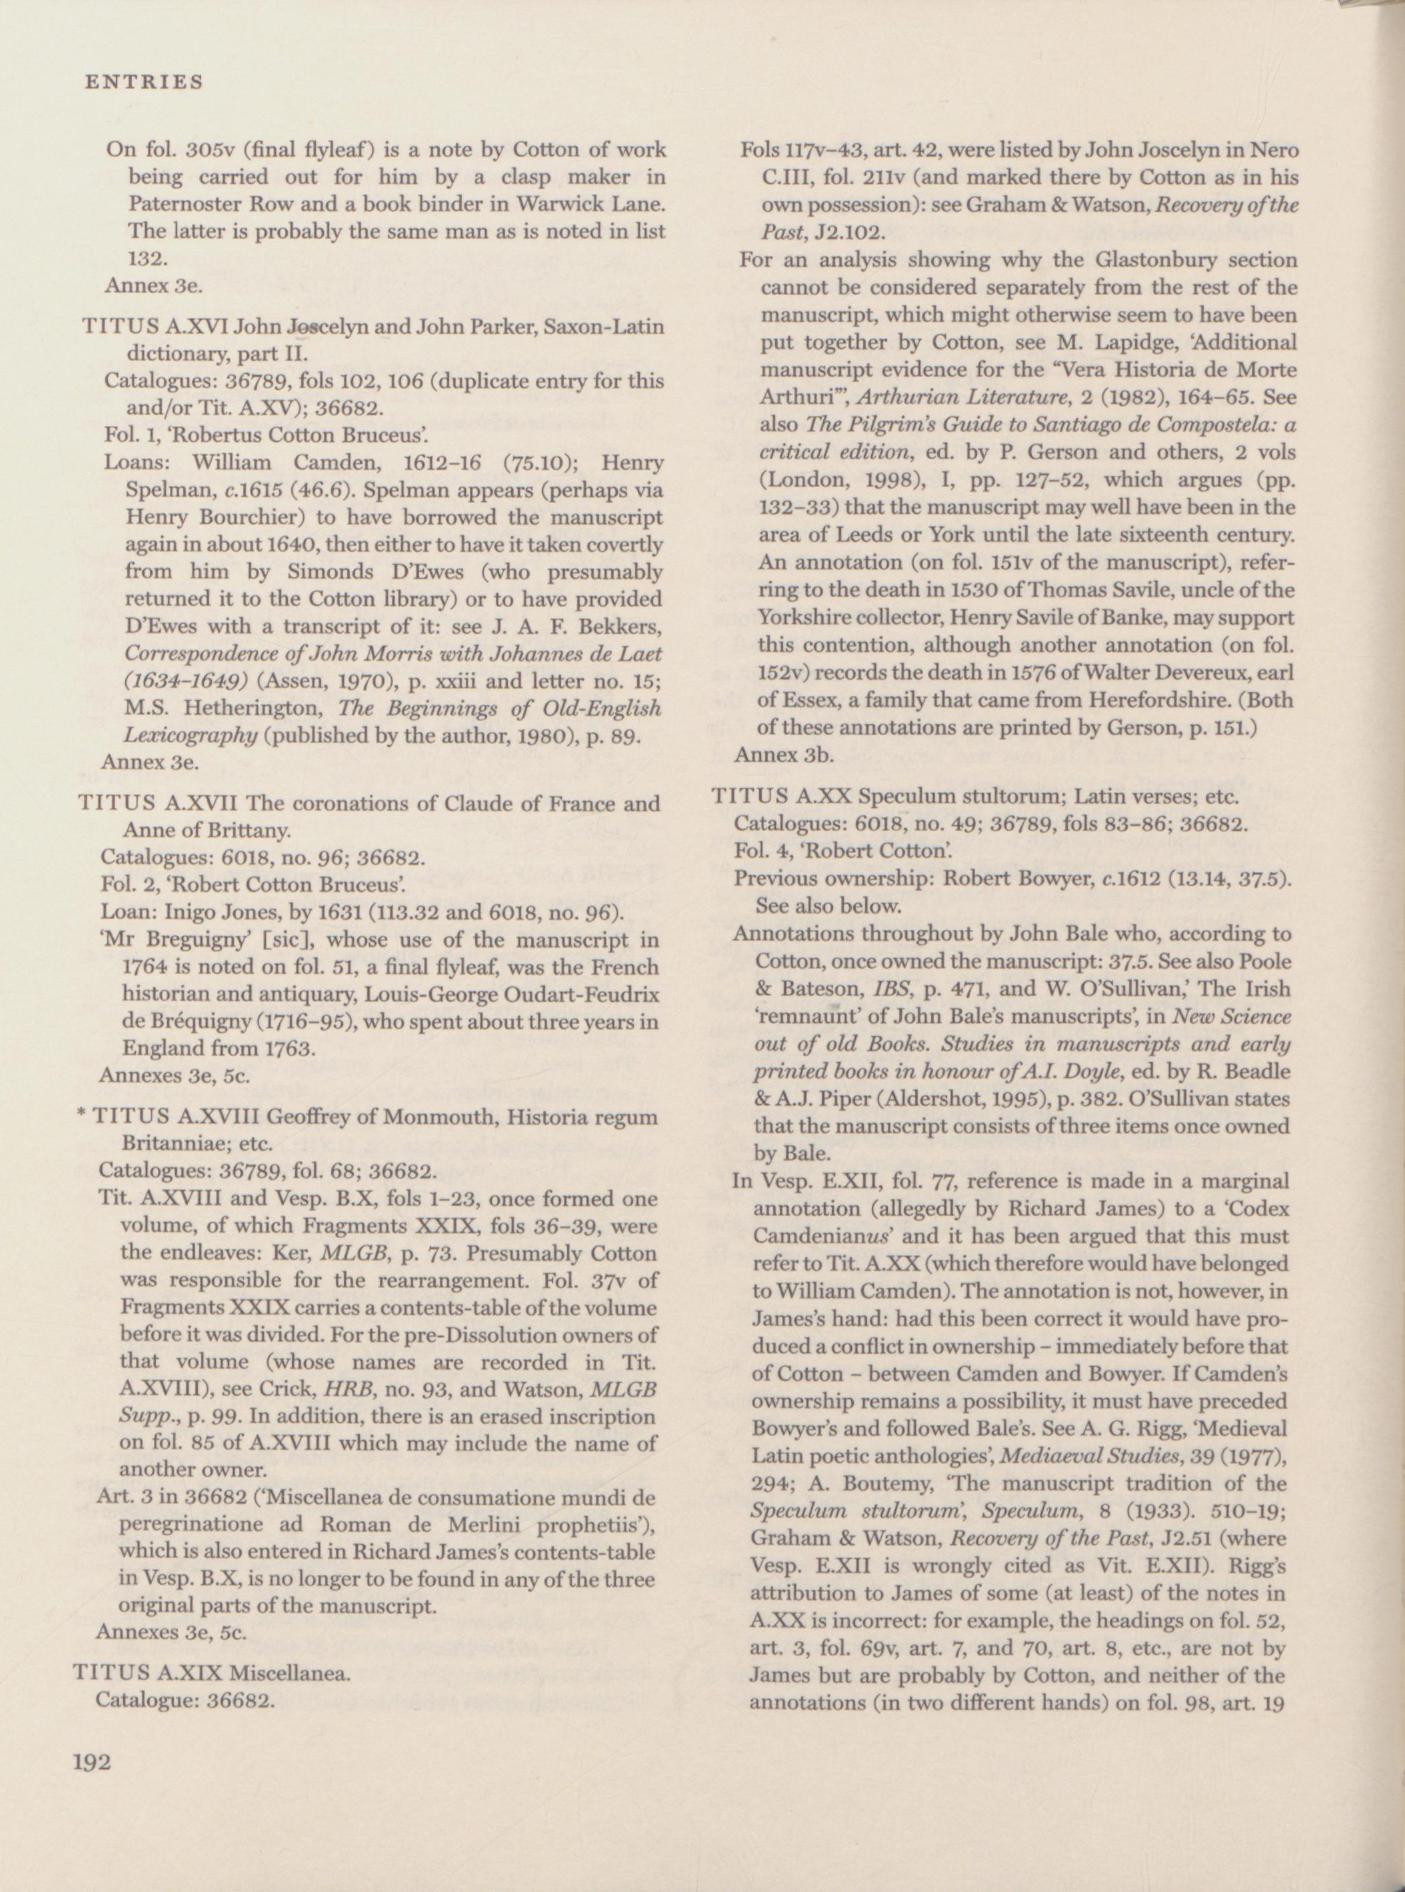 ENTRIES
On fol. 305v (final flyleaf) is a note by Cotton of work
being carried out for him by a clasp maker in
Paternoster Row and a book binder in Warwick Lane.
The latter is probably the same man as is noted in list
132.
Annex 3e.
TITUS A.XVI John Joscelyn and John Parker, Saxon-Latin
dictionary, part II.
Catalogues: 36789, fols 102, 106 (duplicate entry for this
and/or Tit. A.XV); 36682.
Fol. 1, ‘Robertus Cotton Bruceus’.
Loans: William Camden, 1612–16 (75.10); Henry
Spelman, c.1615 (46.6). Spelman appears (perhaps via
Henry Bourchier) to have borrowed the manuscript
again in about 1640, then either to have it taken covertly
from him by Simonds D’Ewes (who presumably
returned it to the Cotton library) or to have provided
D’Ewes with a transcript of it: see J. A. F. Bekkers,
Correspondence of John Morris with Johannes de Laet
(1634–1649) (Assen, 1970), p. xxiii and letter no. 15;
M.S. Hetherington, The Beginnings of Old-English
Lexicography (published by the author, 1980), p. 89.
Annex 3e.
TITUS A.XVII The coronations of Claude of France and
Anne of Brittany.
Catalogues: 6018, no. 96; 36682.
Fol. 2, ‘Robert Cotton Bruceus’.
Loan: Inigo Jones, by 1631 (113.32 and 6018, no. 96).
‘Mr Breguigny’ [sic], whose use of the manuscript in
1764 is noted on fol. 51, a final flyleaf, was the French
historian and antiquary, Louis-George Oudart-Feudrix
de Bréquigny (1716–95), who spent about three years in
England from 1763.
Annexes 3e, 5c.
* TITUS A.XVIII Geoffrey of Monmouth, Historia regum
Britanniae; etc.
Catalogues: 36789, fol. 68; 36682.
Tit. A.XVIII and Vesp. B.X, fols 1–23, once formed one
volume, of which Fragments XXIX, fols 36–39, were
the endleaves: Ker, MLGB, p. 73. Presumably Cotton
was responsible for the rearrangement. Fol. 37v of
Fragments XXIX carries a contents-table of the volume
before it was divided. For the pre-Dissolution owners of
that volume (whose names are recorded in Tit.
A.XVIII), see Crick, HRB, no. 93, and Watson, MLGB
Supp., p. 99. In addition, there is an erased inscription
on fol. 85 of A.XVIII which may include the name of
another owner.
Art. 3 in 36682 (‘Miscellanea de consumatione mundi de
peregrinatione ad Roman de Merlini prophetiis’),
which is also entered in Richard James’s contents-table
in Vesp. B.X, is no longer to be found in any of the three
original parts of the manuscript.
Annexes 3e, 5c.
TITUS A.XIX Miscellanea.
Catalogue: 36682.
192
Fols 117v–43, art. 42, were listed by John Joscelyn in Nero
C.III, fol. 211v (and marked there by Cotton as in his
own possession): see Graham & Watson, Recovery of the
Past, J2.102.
For an analysis showing why the Glastonbury section
cannot be considered separately from the rest of the
manuscript, which might otherwise seem to have been
put together by Cotton, see M. Lapidge, ‘Additional
manuscript evidence for the “Vera Historia de Morte
Arthuri”’, Arthurian Literature, 2 (1982), 164–65. See
also The Pilgrim’s Guide to Santiago de Compostela: a
critical edition, ed. by P. Gerson and others, 2 vols
(London, 1998), I, pp. 127–52, which argues (pp.
132–33) that the manuscript may well have been in the
area of Leeds or York until the late sixteenth century.
An annotation (on fol. 151v of the manuscript), refer-
ring to the death in 1530 of Thomas Savile, uncle of the
Yorkshire collector, Henry Savile of Banke, may support
this contention, although another annotation (on fol.
152v) records the death in 1576 of Walter Devereux, earl
of Essex, a family that came from Herefordshire. (Both
of these annotations are printed by Gerson, p. 151.)
Annex 3b.
TITUS A.XX Speculum stultorum; Latin verses; etc.
Catalogues: 6018, no. 49; 36789, fols 83–86; 36682.
Fol. 4, ‘Robert Cotton’.
Previous ownership: Robert Bowyer, c.1612 (13.14, 37.5).
See also below.
Annotations throughout by John Bale who, according to
Cotton, once owned the manuscript: 37.5. See also Poole
& Bateson, IBS, p. 471, and W. O’Sullivan,’ The Irish
‘remnaunt’ of John Bale’s manuscripts’, in New Science
out of old Books. Studies in manuscripts and early
printed books in honour of A.I. Doyle, ed. by R. Beadle
& A.J. Piper (Aldershot, 1995), p. 382. O’Sullivan states
that the manuscript consists of three items once owned
by Bale.
In Vesp. E.XII, fol. 77, reference is made in a marginal
annotation (allegedly by Richard James) to a ‘Codex
Camdenianus’ and it has been argued that this must
refer to Tit. A.XX (which therefore would have belonged
to William Camden). The annotation is not, however, in
James’s hand: had this been correct it would have pro-
duced a conflict in ownership – immediately before that
of Cotton – between Camden and Bowyer. If Camden’s
ownership remains a possibility, it must have preceded
Bowyer’s and followed Bale’s. See A. G. Rigg, ‘Medieval
Latin poetic anthologies’, Mediaeval Studies, 39 (1977),
294; A. Boutemy, ‘The manuscript tradition of the
Speculum stultorum’, Speculum, 8 (1933). 510–19;
Graham & Watson, Recovery of the Past, J2.51 (where
Vesp. E.XII is wrongly cited as Vit. E.XII). Rigg’s
attribution to James of some (at least) of the notes in
A.XX is incorrect: for example, the headings on fol. 52,
art. 3, fol. 69v, art. 7, and 70, art. 8, etc., are not by
James but are probably by Cotton, and neither of the
annotations (in two different hands) on fol. 98, art. 19